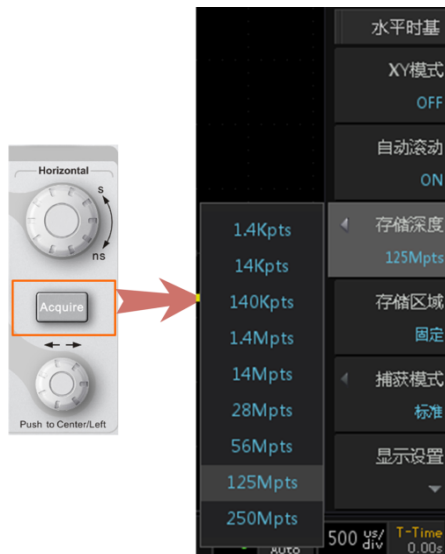 Horizontal
s
ns
Acquire
Push to Center/Left
水平时基
XY模式
OFF
自动滚动
ON
存储深度
125Mpts
存储区域
固定
捕获模式
标准
显示设置
1.4Kpts
14Kpts
140Kpts
1.4Mpts
14Mpts
28Mpts
56Mpts
125Mpts
250Mpts
Auto
500 us/div
T-Time
0.00s